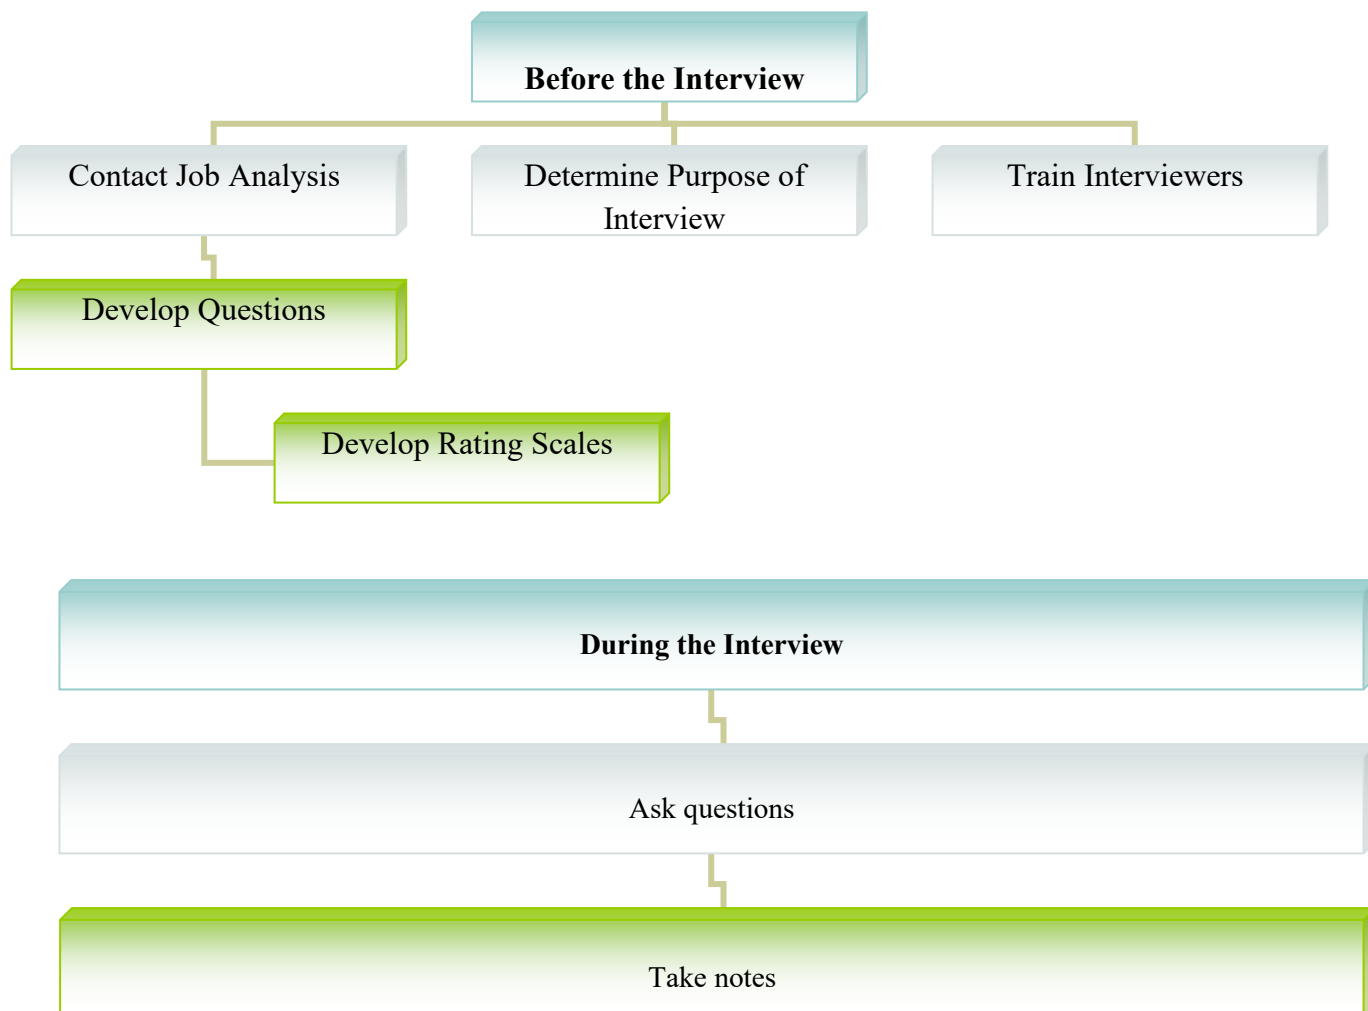 Before the Interview
Contact Job Analysis
Determine Purpose of
Interview
Train Interviewers
Develop Questions
Develop Rating Scales
During the Interview
Ask questions
Take notes